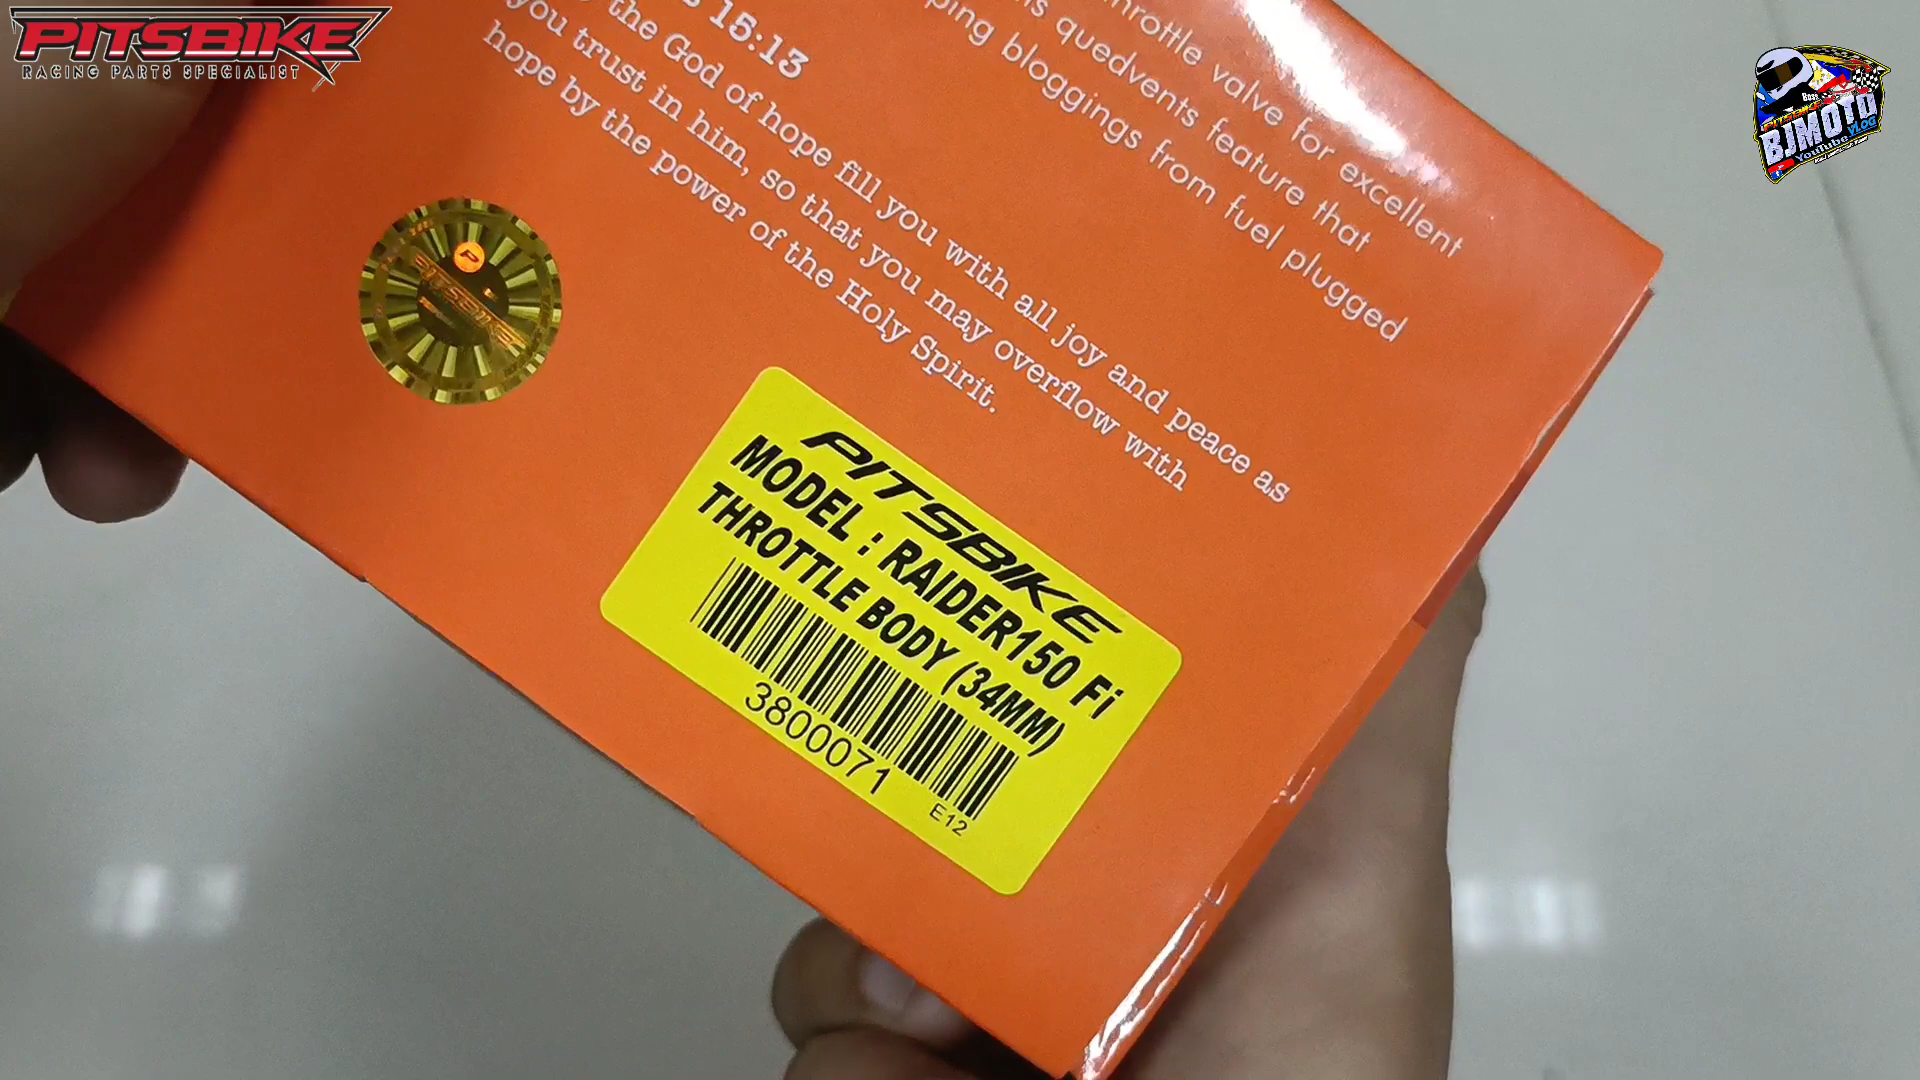 PITSBIKE
RACING PARTS SPECIALIST
BJMOTO
VLOG
YouTube
throttle valve for excellent
quedvents feature that
bloggings from fuel plugged
15:13
the God of hope fill you with all joy and peace as
you trust in him, so that you may overflow with
hope by the power of the Holy Spirit.
PITSBIKE
PITSBIKE
MODEL : RAIDER150 Fi
THROTTLE BODY (34MM)
3800071
E12